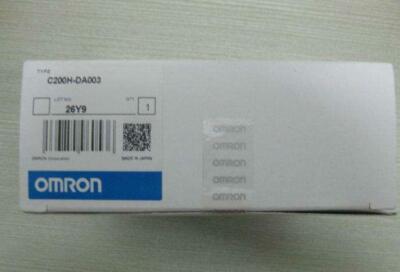 TYPE
C200H-DA003
LOT NO. QTY
26Y9 1
OMRON Corporation MADE IN JAPAN
OMRON
OMRON
OMRON
OMRON
OMRON
OMRON